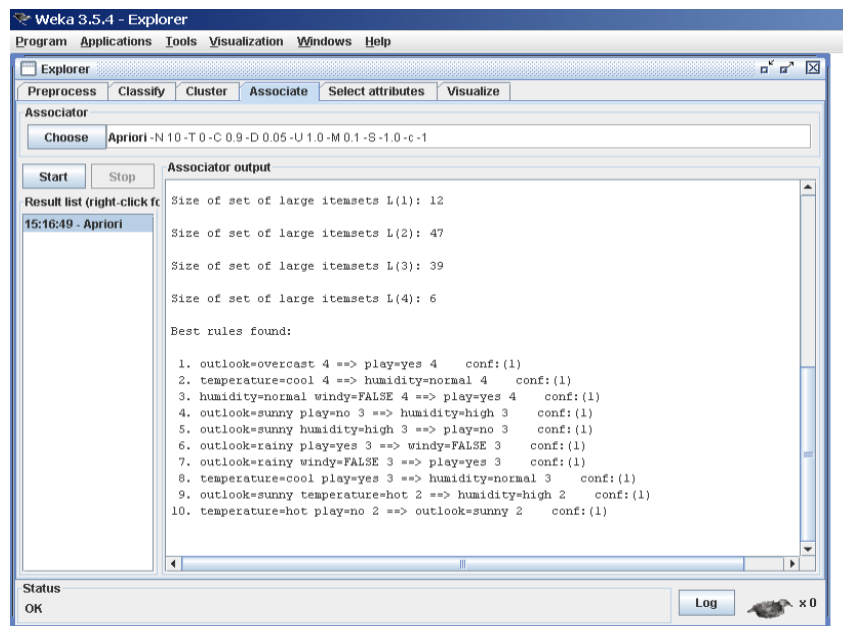 Weka 3.5.4 - Explorer
Program Applications Tools Visualization Windows Help
Explorer
Preprocess Classify Cluster Associate Select attributes Visualize
Associator
Choose Apriori -N 10 -T 0 -C 0.9 -D 0.05 -U 1.0 -M 0.1 -S -1.0 -c -1
Start Stop
Result list (right-click fo
15:16:49 - Apriori
Associator output
Size of set of large itemsets L(1): 12
Size of set of large itemsets L(2): 47
Size of set of large itemsets L(3): 39
Size of set of large itemsets L(4): 6
Best rules found:
1. outlook=overcast 4 ==> play=yes 4 conf:(1)
2. temperature=cool 4 ==> humidity=normal 4 conf:(1)
3. humidity=normal windy=FALSE 4 ==> play=yes 4 conf:(1)
4. outlook=sunny play=no 3 ==> humidity=high 3 conf:(1)
5. outlook=sunny humidity=high 3 ==> play=no 3 conf:(1)
6. outlook=rainy play=yes 3 ==> windy=FALSE 3 conf:(1)
7. outlook=rainy windy=FALSE 3 ==> play=yes 3 conf:(1)
8. temperature=cool play=yes 3 ==> humidity=normal 3 conf:(1)
9. outlook=sunny temperature=hot 2 ==> humidity=high 2 conf:(1)
10. temperature=hot play=no 2 ==> outlook=sunny 2 conf:(1)
Status
OK
Log
x 0